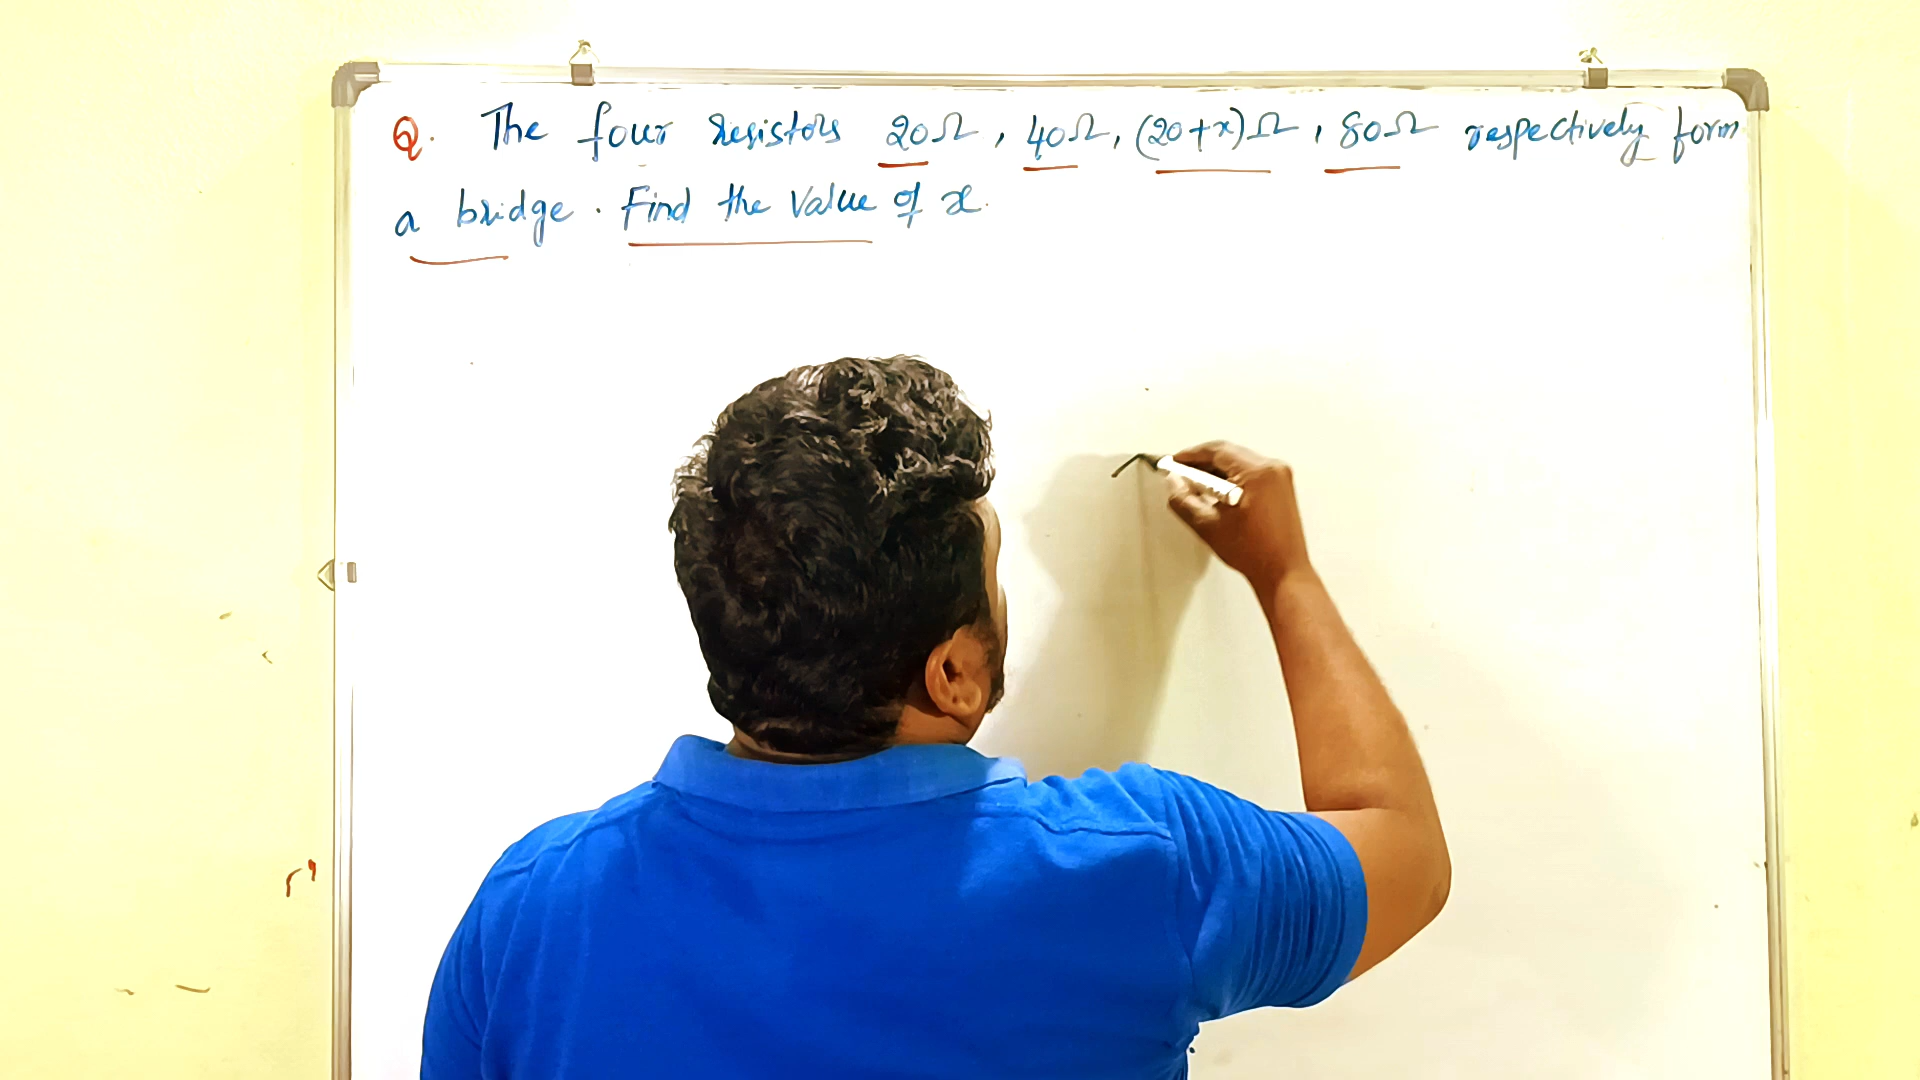 Q. The four resistors 20Ω, 40Ω, (20+x)Ω, 80Ω respectively form
a bridge. Find the value of x.